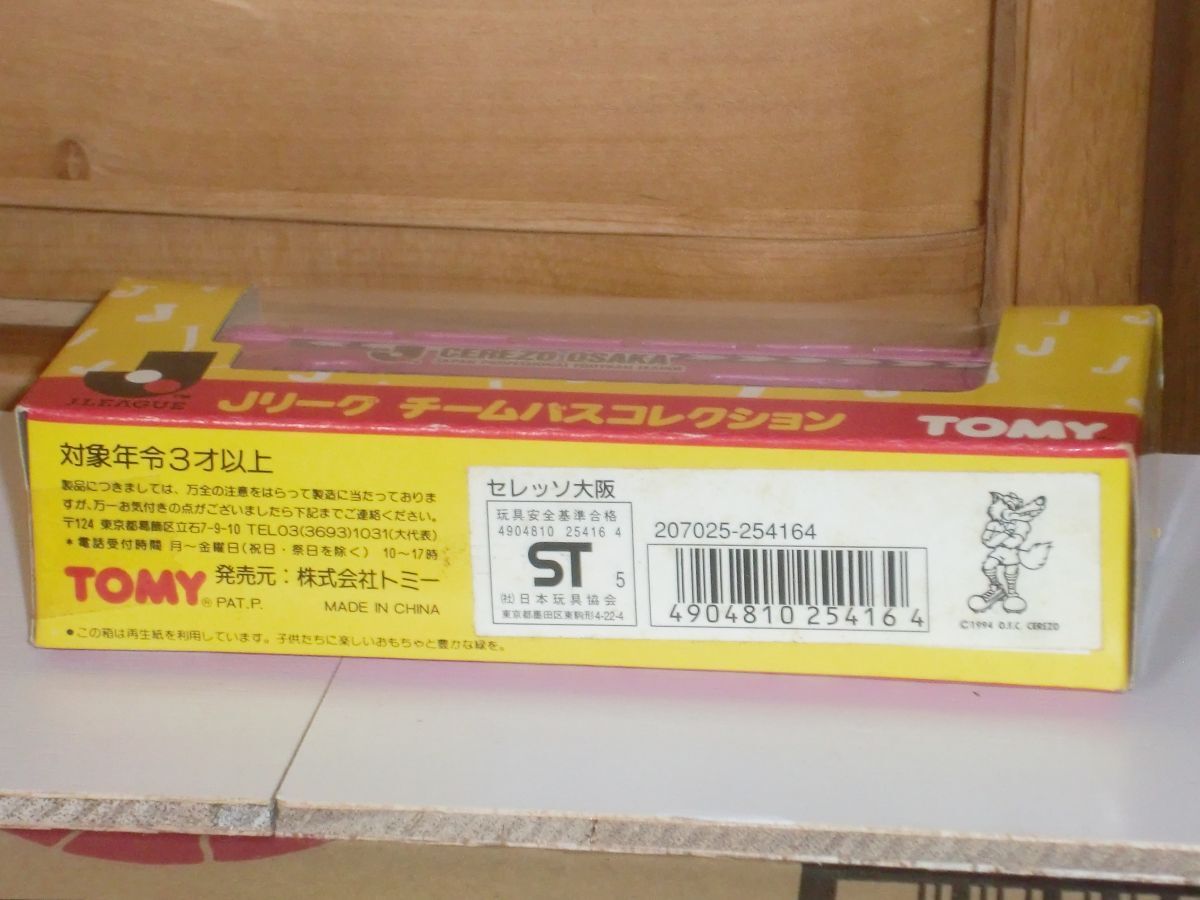 CEREZO OSAKA
J.LEAGUE
Jリーグ チームバスコレクション
TOMY
対象年令3才以上
製品につきましては、万全の注意をはらって製造に当たっておりま
すが、万一お気付きの点がございましたら下記までご連絡ください。
〒124 東京都葛飾区立石7-9-10 TEL03(3693)1031(大代表)
*電話受付時間 月〜金曜日(祝日・祭日を除く) 10〜17時
TOMY® 発売元：株式会社トミー
PAT.P. MADE IN CHINA
●この箱は再生紙を利用しています。子供たちに楽しいおもちゃと豊かな緑を。
セレッソ大阪
玩具安全基準合格
4904810 25416 4
ST 5
(社)日本玩具協会
東京都墨田区東駒形4-22-4
207025-254164
4904810 254164
©1994 O.F.C. CEREZO